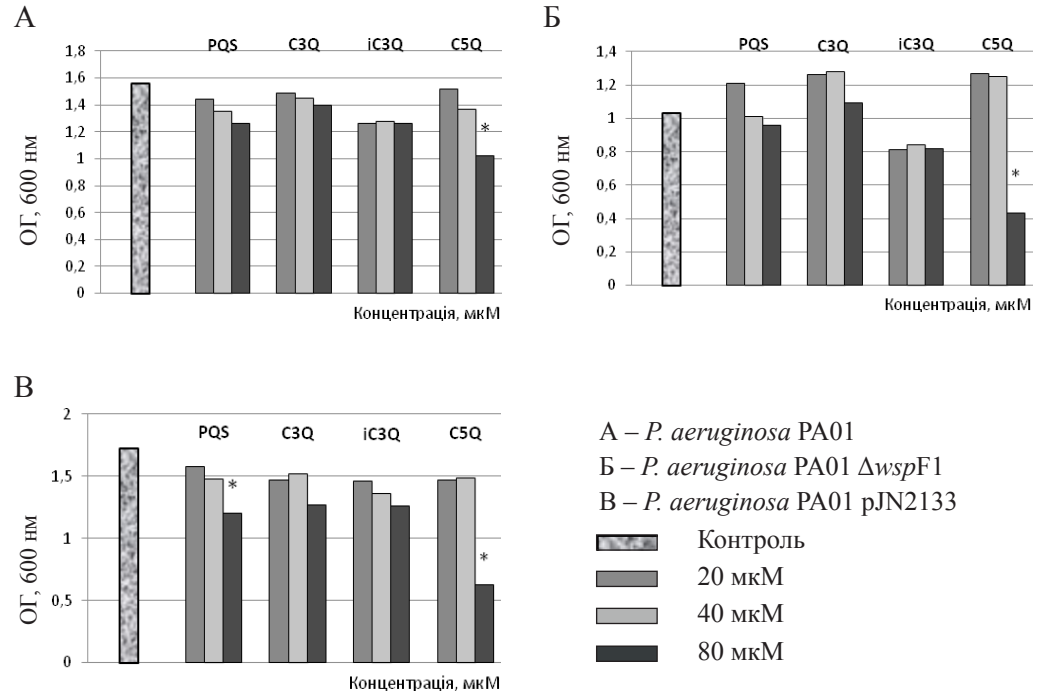 А
ОГ, 600 нм
1,8
1,6
1,4
1,2
1
0,8
0,6
0,4
0,2
0
PQS C3Q iC3Q C5Q
*
Концентрація, мкМ
Б
ОГ, 600 нм
1,4
1,2
1
0,8
0,6
0,4
0,2
0
PQS C3Q iC3Q C5Q
*
Концентрація, мкМ
В
ОГ, 600 нм
2
1,5
1
0,5
0
PQS C3Q iC3Q C5Q
*
*
Концентрація, мкМ
А – P. aeruginosa PA01
Б – P. aeruginosa PA01 ΔwspF1
В – P. aeruginosa PA01 pJN2133
Контроль
20 мкМ
40 мкМ
80 мкМ